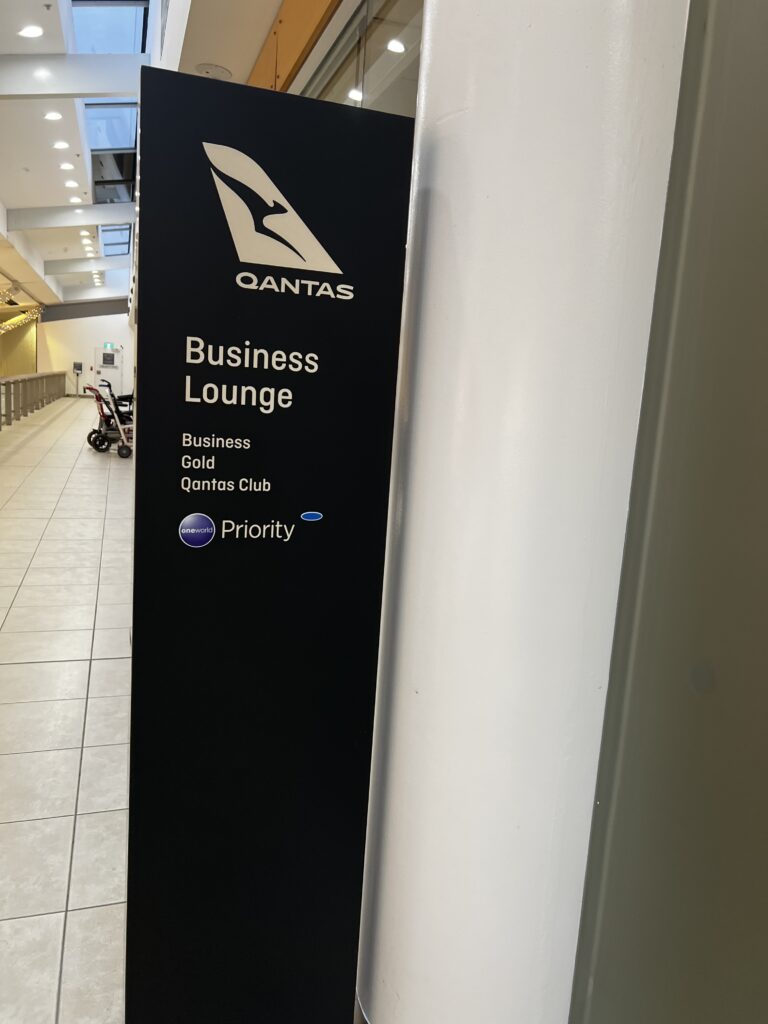 QANTAS
Business
Lounge
Business
Gold
Qantas Club
oneworld Priority